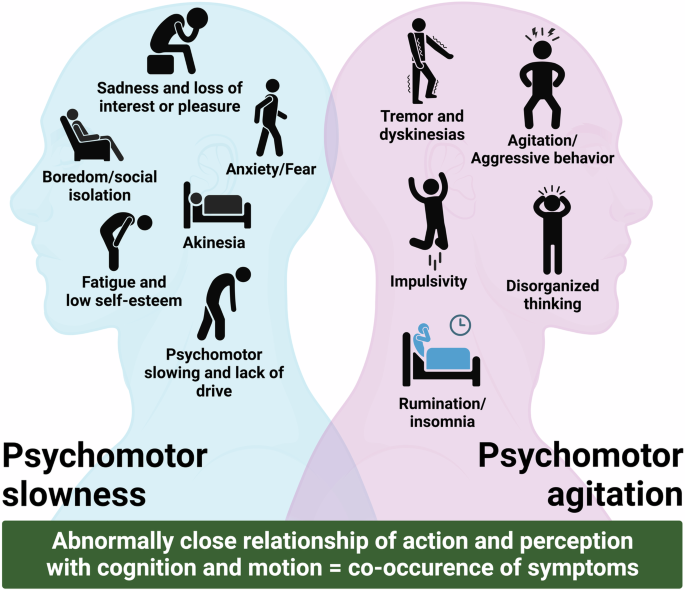 Sadness and loss of
interest or pleasure
Anxiety/Fear
Boredom/social
isolation
Akinesia
Fatigue and
low self-esteem
Psychomotor
slowing and lack of
drive
Psychomotor
slowness
Tremor and
dyskinesias
Agitation/
Aggressive behavior
Impulsivity
Disorganized
thinking
Rumination/
insomnia
Psychomotor
agitation
Abnormally close relationship of action and perception
with cognition and motion = co-occurence of symptoms